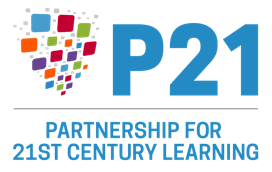 P21
PARTNERSHIP FOR
21ST CENTURY LEARNING